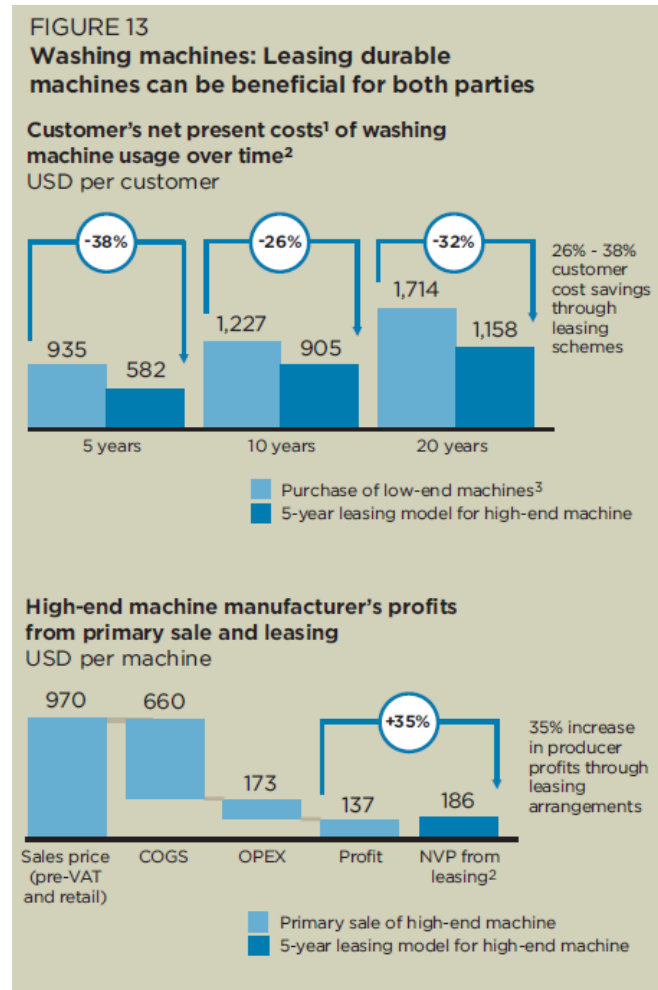 FIGURE 13
Washing machines: Leasing durable
machines can be beneficial for both parties
Customer's net present costs¹ of washing
machine usage over time²
USD per customer
-38%
-26%
-32%
26% - 38%
customer
cost savings
through
leasing
schemes
935
582
1,227
905
1,714
1,158
5 years
10 years
20 years
Purchase of low-end machines³
5-year leasing model for high-end machine
High-end machine manufacturer's profits
from primary sale and leasing
USD per machine
970
660
173
137
186
+35%
35% increase
in producer
profits through
leasing
arrangements
Sales price
(pre-VAT
and retail)
COGS
OPEX
Profit
NVP from
leasing²
Primary sale of high-end machine
5-year leasing model for high-end machine